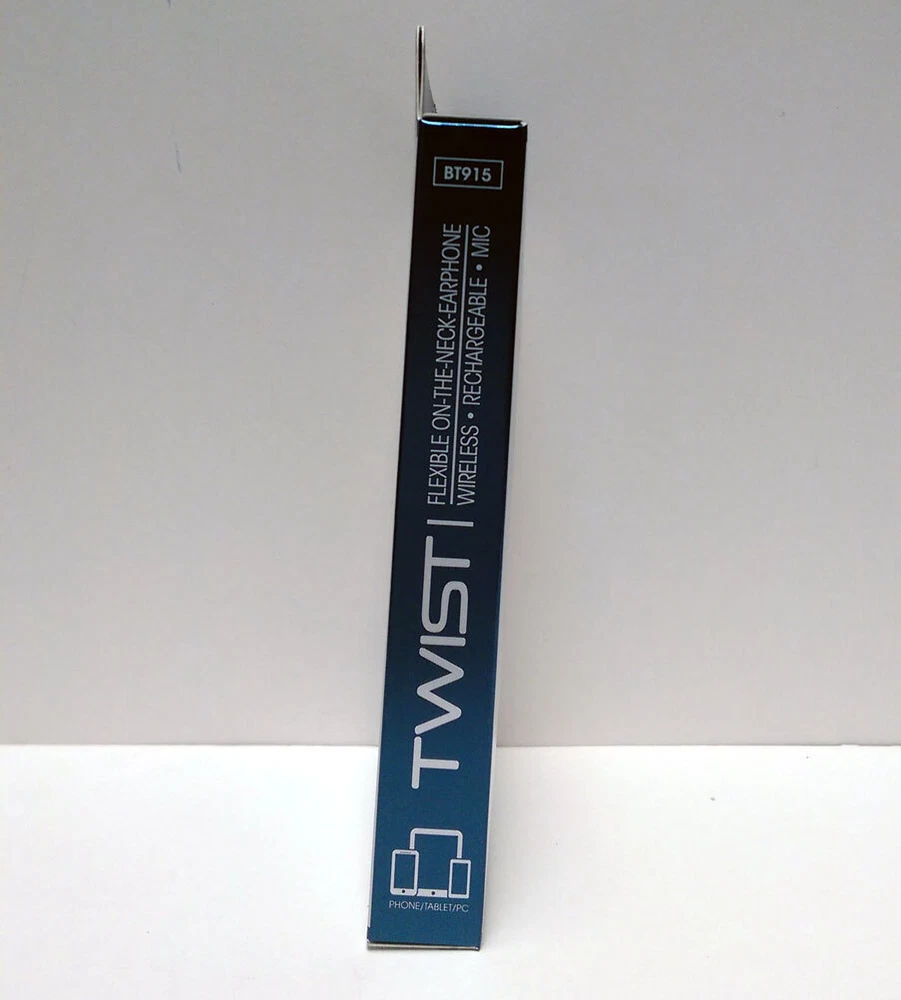 BT915
TWIST |
FLEXIBLE ON-THE-NECK-EARPHONE
WIRELESS • RECHARGEABLE • MIC
PHONE/TABLET/PC